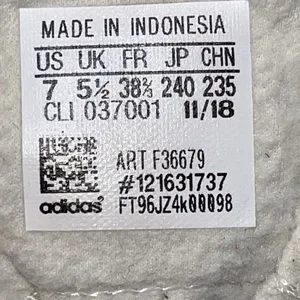 MADE IN INDONESIA
US UK FR JP CHN
7 5½ 38⅔ 240 235
CLI 037001 11/18
ART F36679
#121631737
adidas FT96JZ4k00098